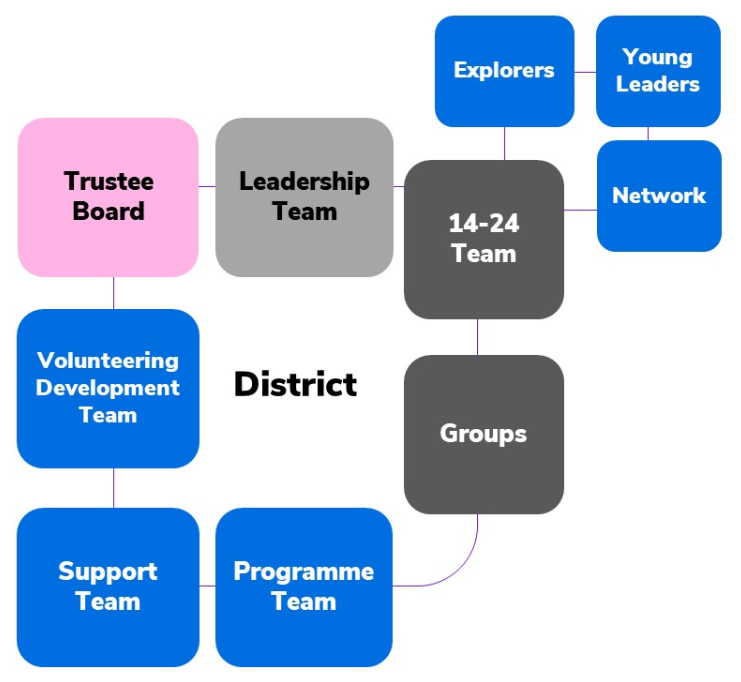 Explorers
Young
Leaders
Trustee
Board
Leadership
Team
14-24
Team
Network
Volunteering
Development
Team
District
Groups
Support
Team
Programme
Team